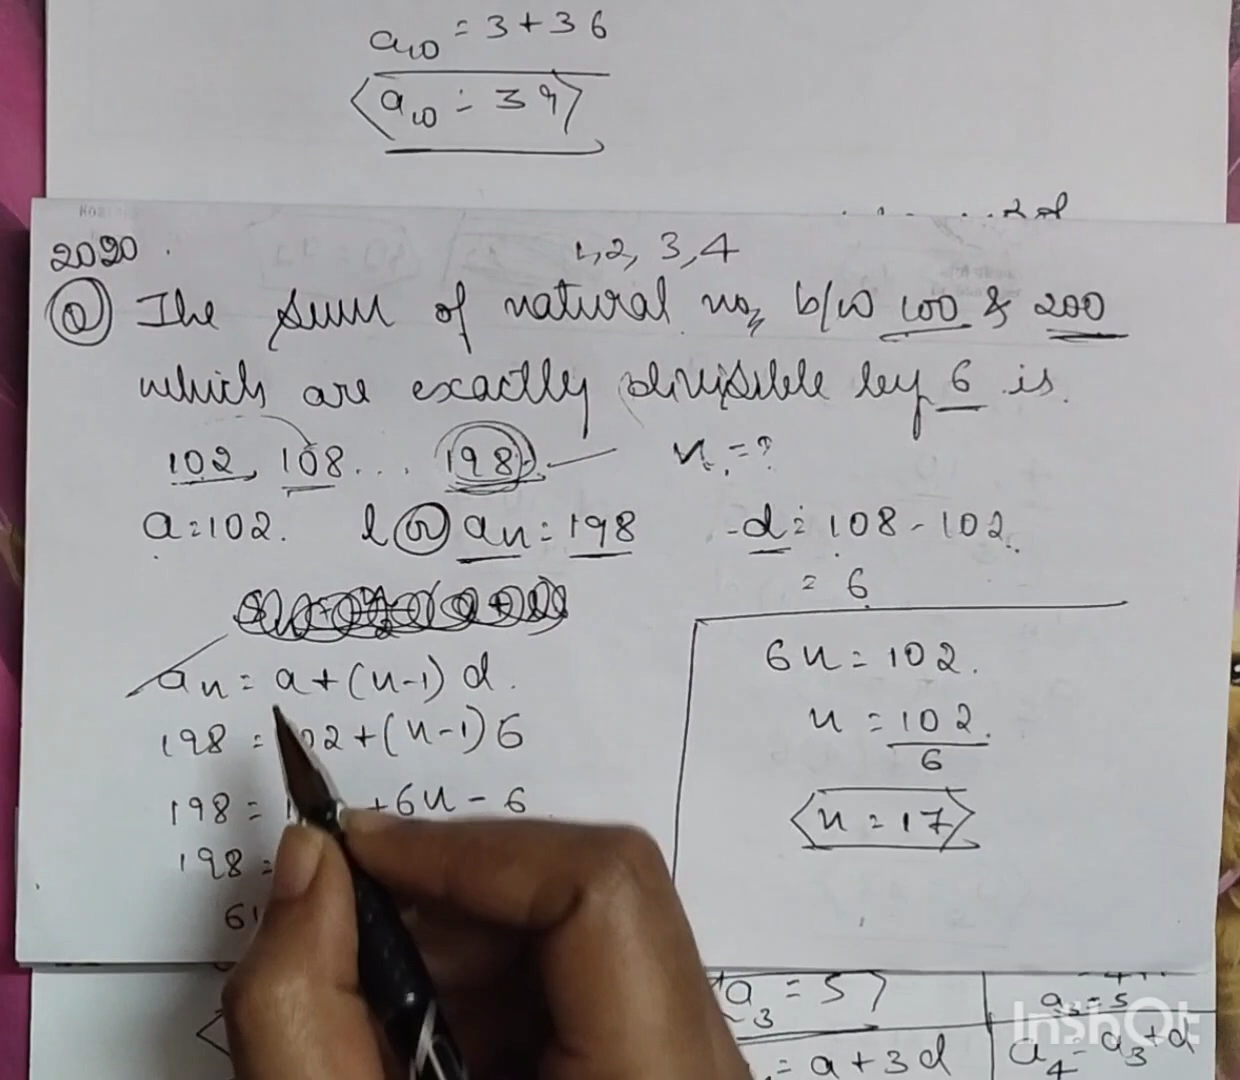 a10 = 3 + 36
a10 = 39
2020.
1, 2, 3, 4
Q The sum of natural no, b/w 100 & 200
which are exactly divisible by 6 is.
102, 108... 198. n = ?
a = 102. l or an = 198 d = 108 - 102.
= 6
an = a + (n-1) d.
198 = 102 + (n-1) 6
198 = + 6n - 6
198 =
6n = 102.
n = 102
6
n = 17
a3 = 5
a3 = 5
= a + 3d
a4 = a3 + d
InShOt